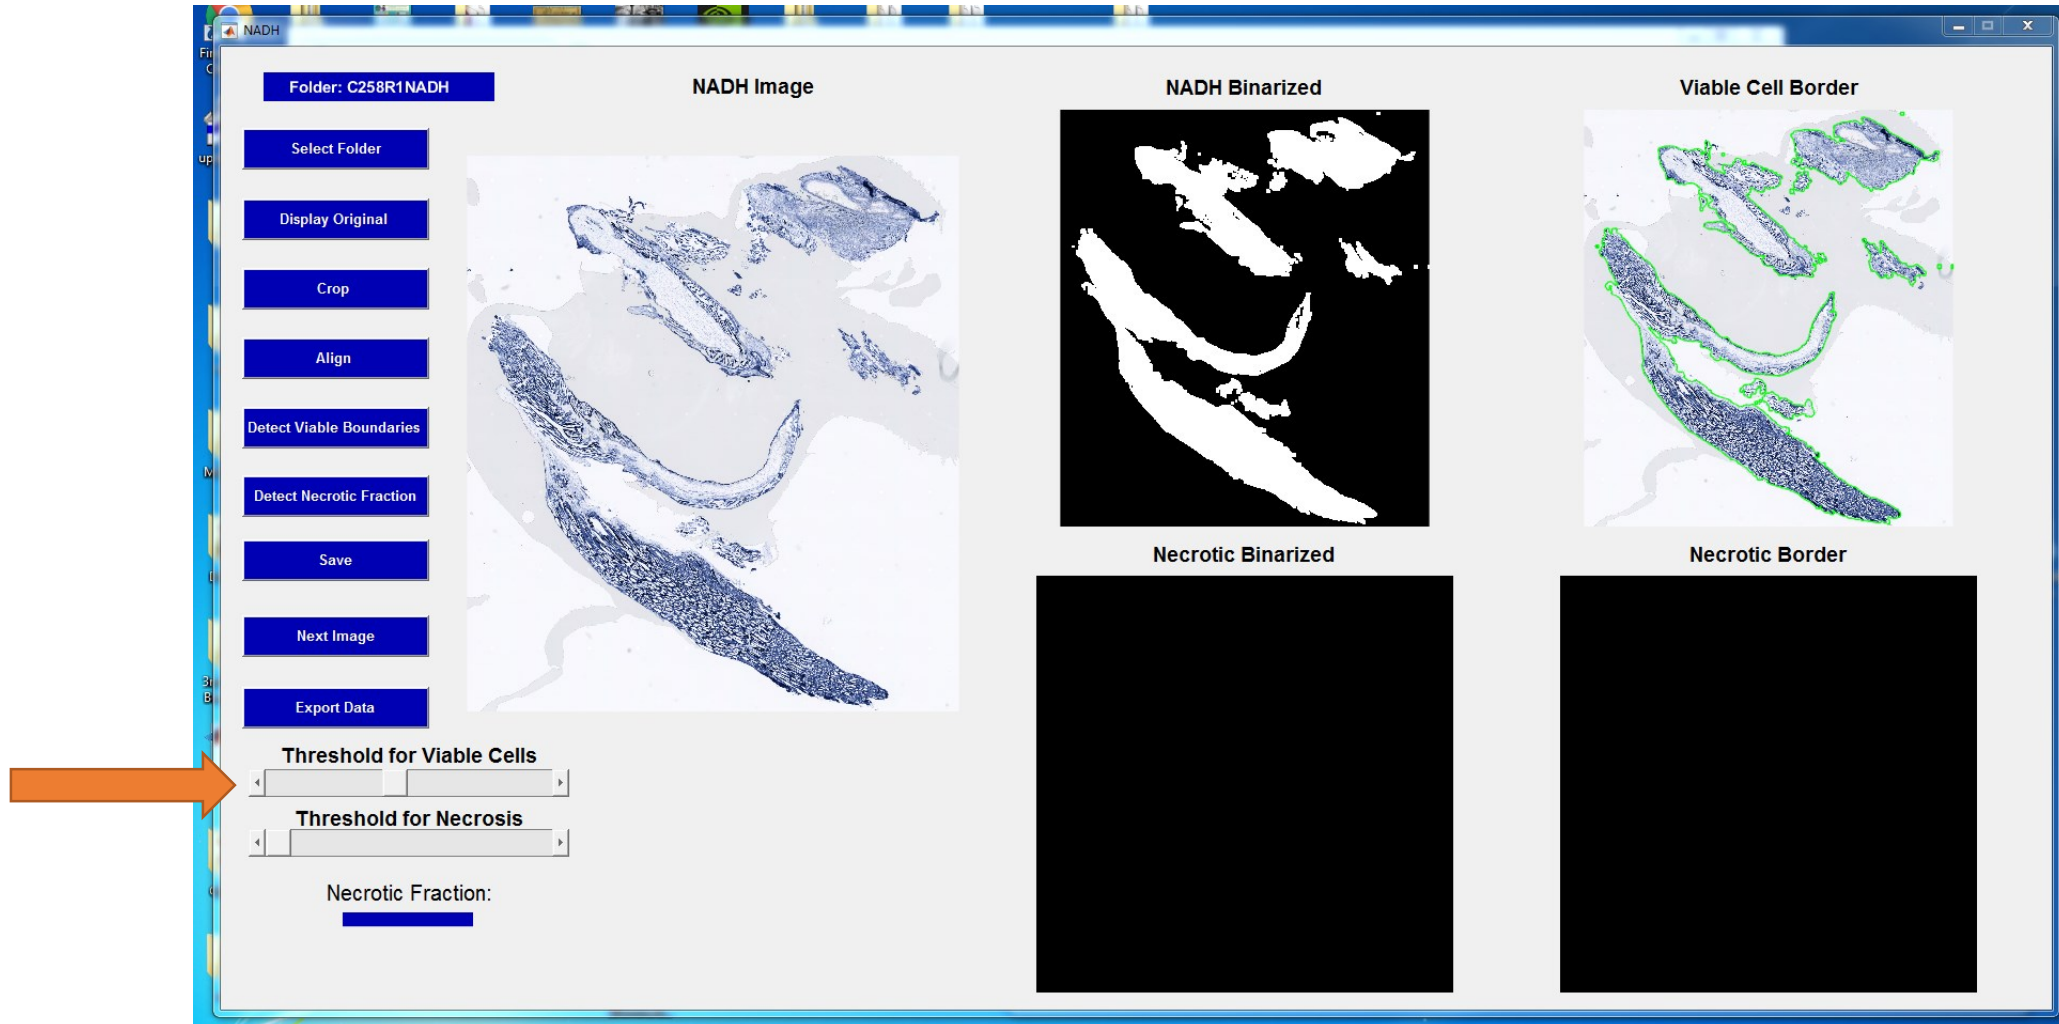 NADH
Folder: C258R1NADH
NADH Image
NADH Binarized
Viable Cell Border
Select Folder
Display Original
Crop
Align
Detect Viable Boundaries
Detect Necrotic Fraction
Save
Next Image
Export Data
Necrotic Binarized
Necrotic Border
Threshold for Viable Cells
Threshold for Necrosis
Necrotic Fraction: